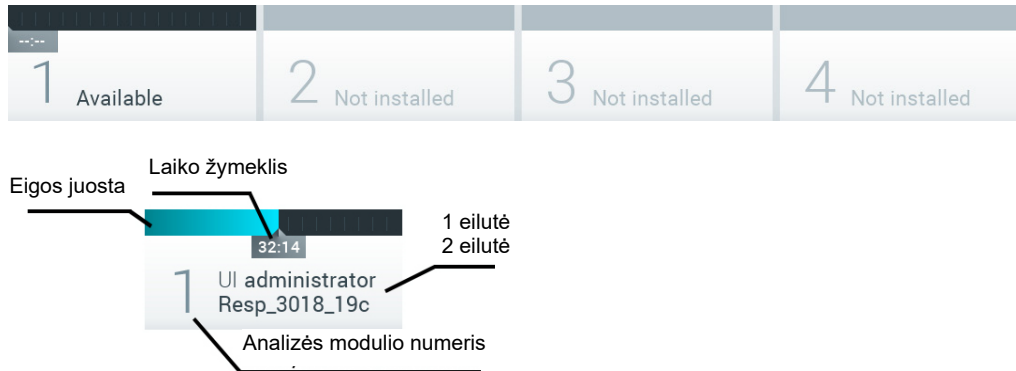 --:--
1 Available
2 Not installed
3 Not installed
4 Not installed
Laiko žymeklis
Eigos juosta
1 eilutė
2 eilutė
32:14
1 UI administrator
Resp_3018_19c
Analizės modulio numeris